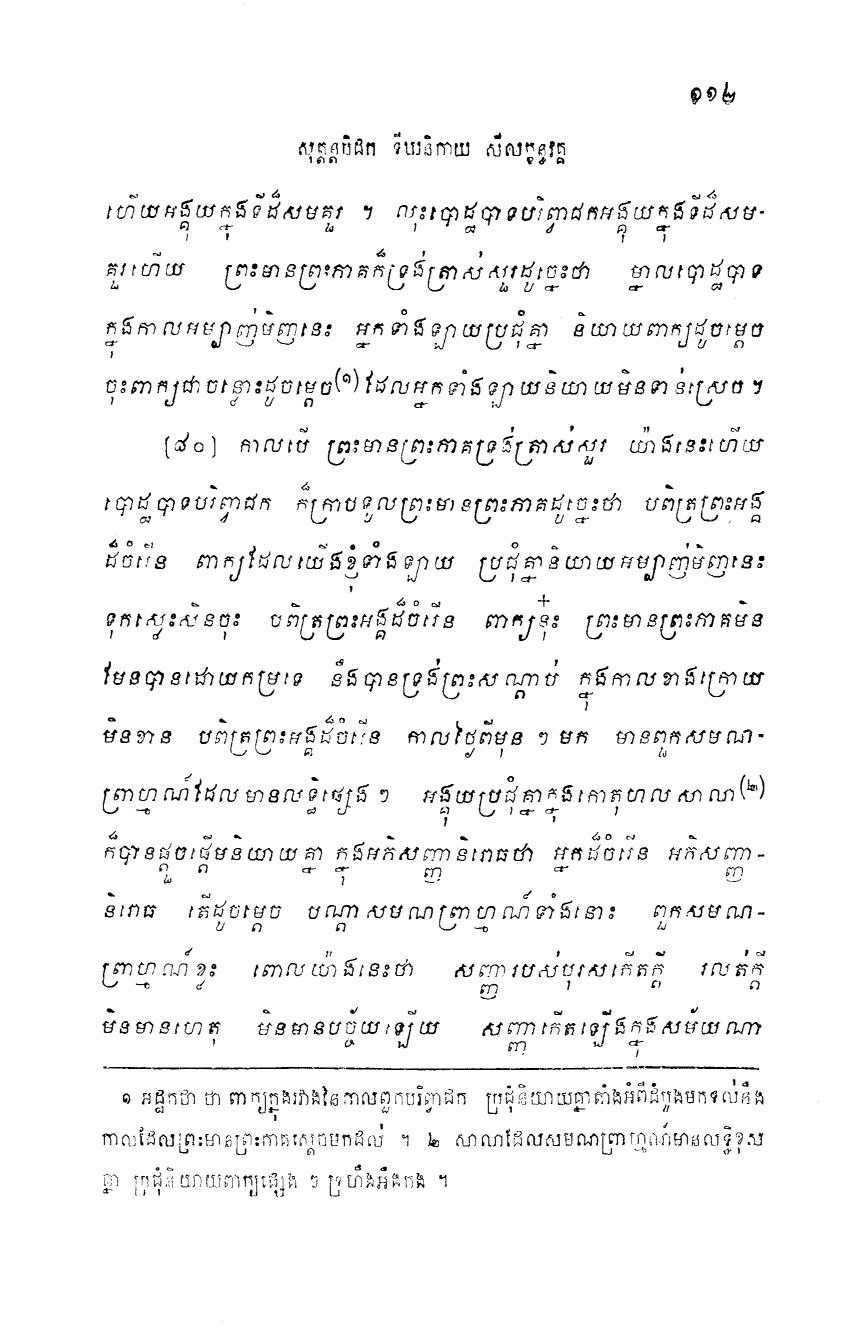 ១១២
សុត្តន្តបិដក ទីឃនិកាយ សីលក្ខន្ធវគ្គ
ហើយអង្គុយក្នុងទីដ៏សមគួរ ។ លុះបោដ្ឋបាទបរិព្វាជកអង្គុយក្នុងទីដ៏សម-
គួរហើយ ព្រះមានព្រះភាគក៏ទ្រង់ត្រាស់សួរដូច្នេះថា ម្នាលបោដ្ឋបាទ
ក្នុងកាលអម្បាញ់មិញនេះ អ្នកទាំងឡាយប្រជុំគ្នា និយាយពាក្យដូចម្តេច
ចុះពាក្យជាចន្លោះដូចម្តេច(១) ដែលអ្នកទាំងឡាយនិយាយមិនទាន់ស្រេច ។
[៨០] កាលបើ ព្រះមានព្រះភាគទ្រង់ត្រាស់សួរ យ៉ាងនេះហើយ
បោដ្ឋបាទបរិព្វាជក ក៏ក្រាបទូលព្រះមានព្រះភាគដូច្នេះថា បពិត្រព្រះអង្គ
ដ៏ចំរើន ពាក្យដែលយើងខ្ញុំទាំងឡាយ ប្រជុំគ្នានិយាយអម្បាញ់មិញនេះ
ទុកស្មេះសិនចុះ បពិត្រព្រះអង្គដ៏ចំរើន ពាក្យនុ៎ះ ព្រះមានព្រះភាគមិន
មែនបានដោយកម្រទេ នឹងបានទ្រង់ព្រះសណ្តាប់ ក្នុងកាលខាងក្រោយ
មិនខាន បពិត្រព្រះអង្គដ៏ចំរើន កាលថ្ងៃពីមុន ៗ មក មានពួកសមណ-
ព្រាហ្មណ៍ដែលមានលទ្ធិផ្សេង ៗ អង្គុយប្រជុំគ្នាក្នុងកោតុហលសាលា(២)
ក៏បានផ្តួចផ្តើមនិយាយគ្នា ក្នុងអភិសញ្ញានិរោធថា អ្នកដ៏ចំរើន អភិសញ្ញា-
និរោធ តើដូចម្តេច បណ្តាសមណព្រាហ្មណ៍ទាំងនោះ ពួកសមណ-
ព្រាហ្មណ៍ខ្លះ ពោលយ៉ាងនេះថា សញ្ញារបស់បុរសកើតក្តី រលត់ក្តី
មិនមានហេតុ មិនមានបច្ច័យឡើយ សញ្ញាកើតឡើងក្នុងសម័យណា
១ អដ្ឋកថា ថា ពាក្យក្នុងរវាងនៃកាលពួកបរិព្វាជក ប្រជុំនិយាយគ្នាតាំងអំពីដំបូងមកទល់នឹង
កាលដែលព្រះមានព្រះភាគស្តេចមកដល់ ។ ២ សាលាដែលសមណព្រាហ្មណ៍មានលទ្ធិខុស
គ្នា ប្រជុំនិយាយពាក្យផ្សេង ៗ ទ្រហឹងអឹងកង ។